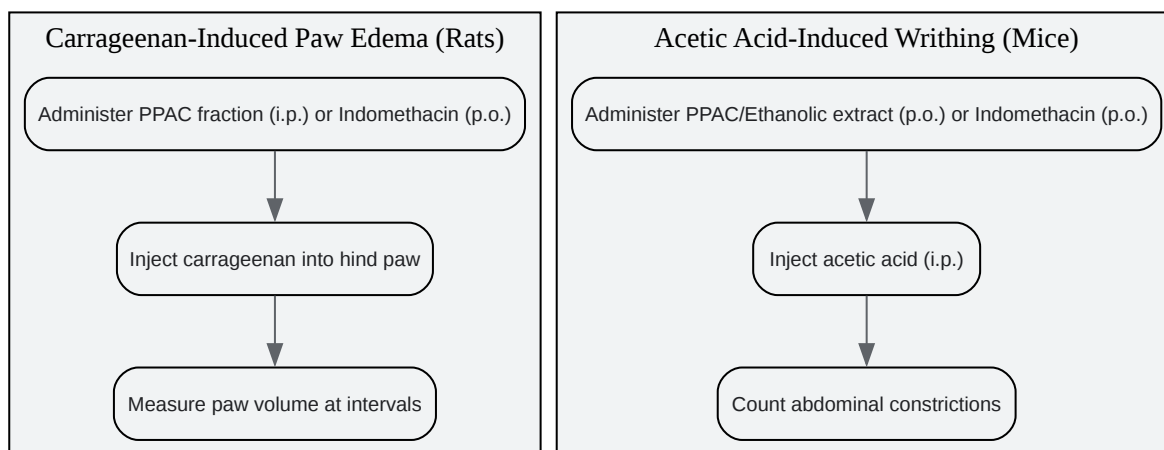 Carrageenan-Induced Paw Edema (Rats)
Administer PPAC fraction (i.p.) or Indomethacin (p.o.)
Inject carrageenan into hind paw
Measure paw volume at intervals
Acetic Acid-Induced Writhing (Mice)
Administer PPAC/Ethanolic extract (p.o.) or Indomethacin (p.o.)
Inject acetic acid (i.p.)
Count abdominal constrictions